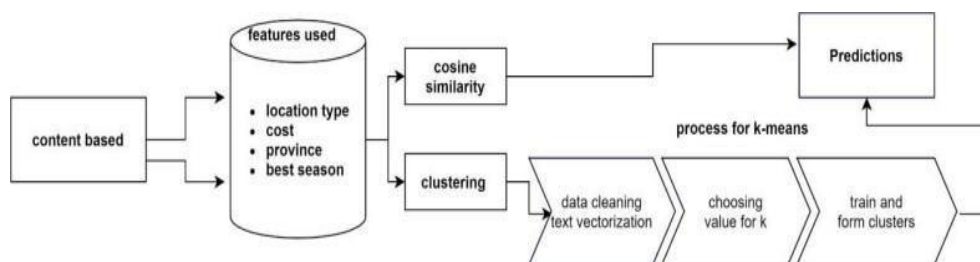 features used
content based
location type
cost
province
best season
cosine
similarity
clustering
Predictions
process for k-means
data cleaning
text vectorization
choosing
value for k
train and
form clusters